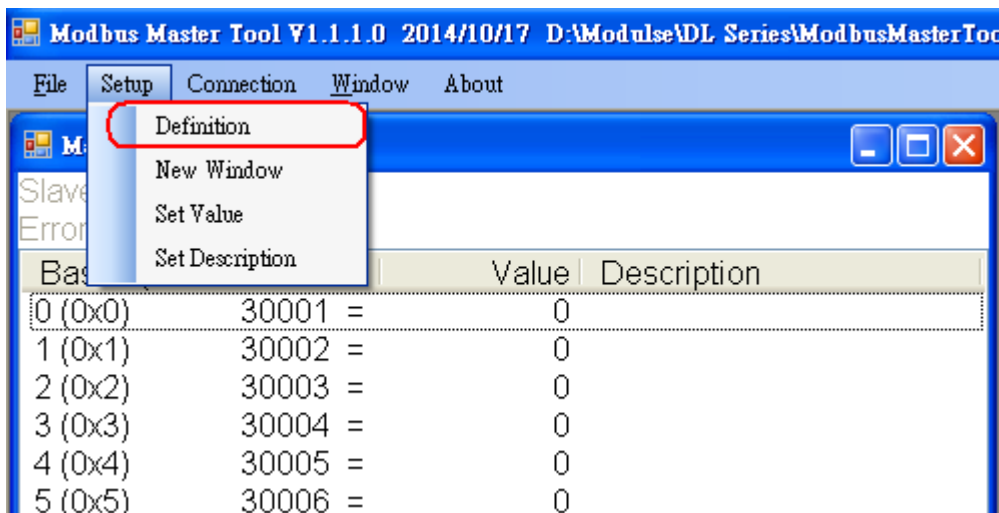 Modbus Master Tool V1.1.1.0 2014/10/17 D:\Modulse\DL Series\ModbusMasterToo
File Setup Connection Window About
Definition
New Window
Set Value
Set Description
Slave
Error
Value Description
0 (0x0) 30001 = 0
1 (0x1) 30002 = 0
2 (0x2) 30003 = 0
3 (0x3) 30004 = 0
4 (0x4) 30005 = 0
5 (0x5) 30006 = 0